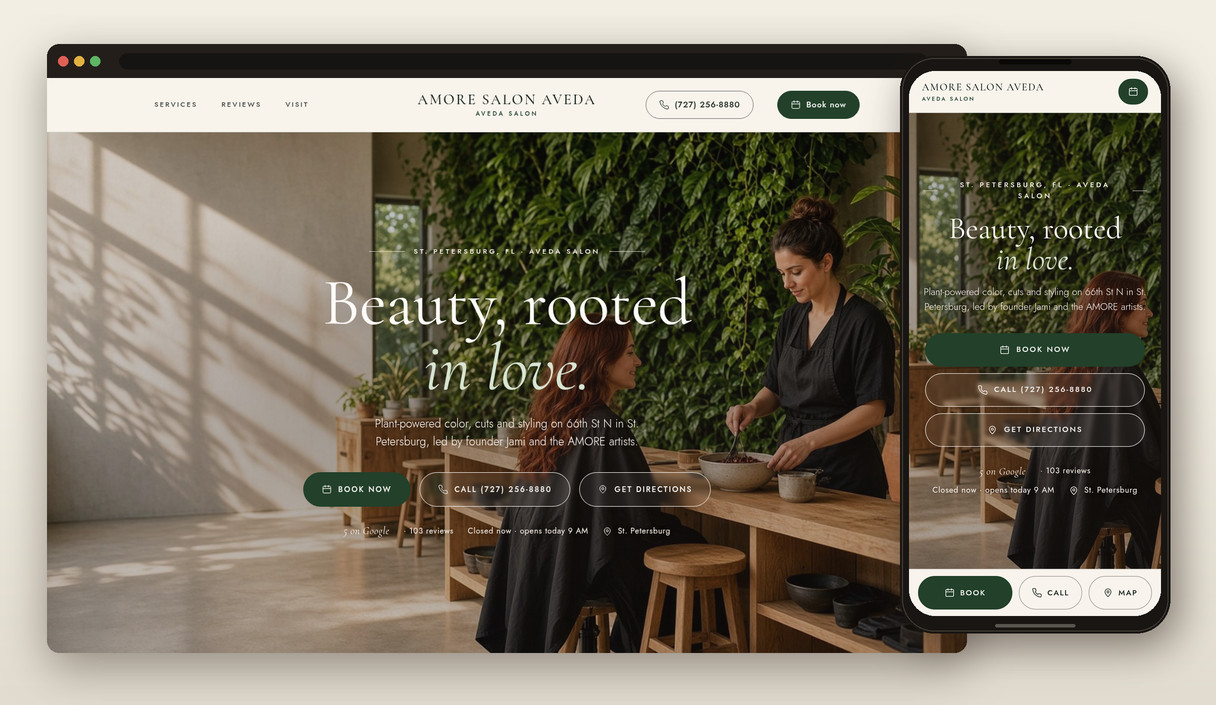 SERVICES
REVIEWS
VISIT
AMORE SALON AVEDA
AVEDA SALON
(727) 256-8880
Book now
ST. PETERSBURG, FL · AVEDA SALON
Beauty, rooted
in love.
Plant-powered color, cuts and styling on 66th St N in St.
Petersburg, led by founder Jami and the AMORE artists.
BOOK NOW
CALL (727) 256-8880
GET DIRECTIONS
5 on Google · 103 reviews
Closed now · opens today 9 AM
St. Petersburg
AMORE SALON AVEDA
AVEDA SALON
ST. PETERSBURG, FL · AVEDA
SALON
Beauty, rooted
in love.
Plant-powered color, cuts and styling on 66th St N in St.
Petersburg, led by founder Jami and the AMORE artists.
BOOK NOW
CALL (727) 256-8880
GET DIRECTIONS
5 on Google · 103 reviews
Closed now · opens today 9 AM
St. Petersburg
BOOK
CALL
MAP